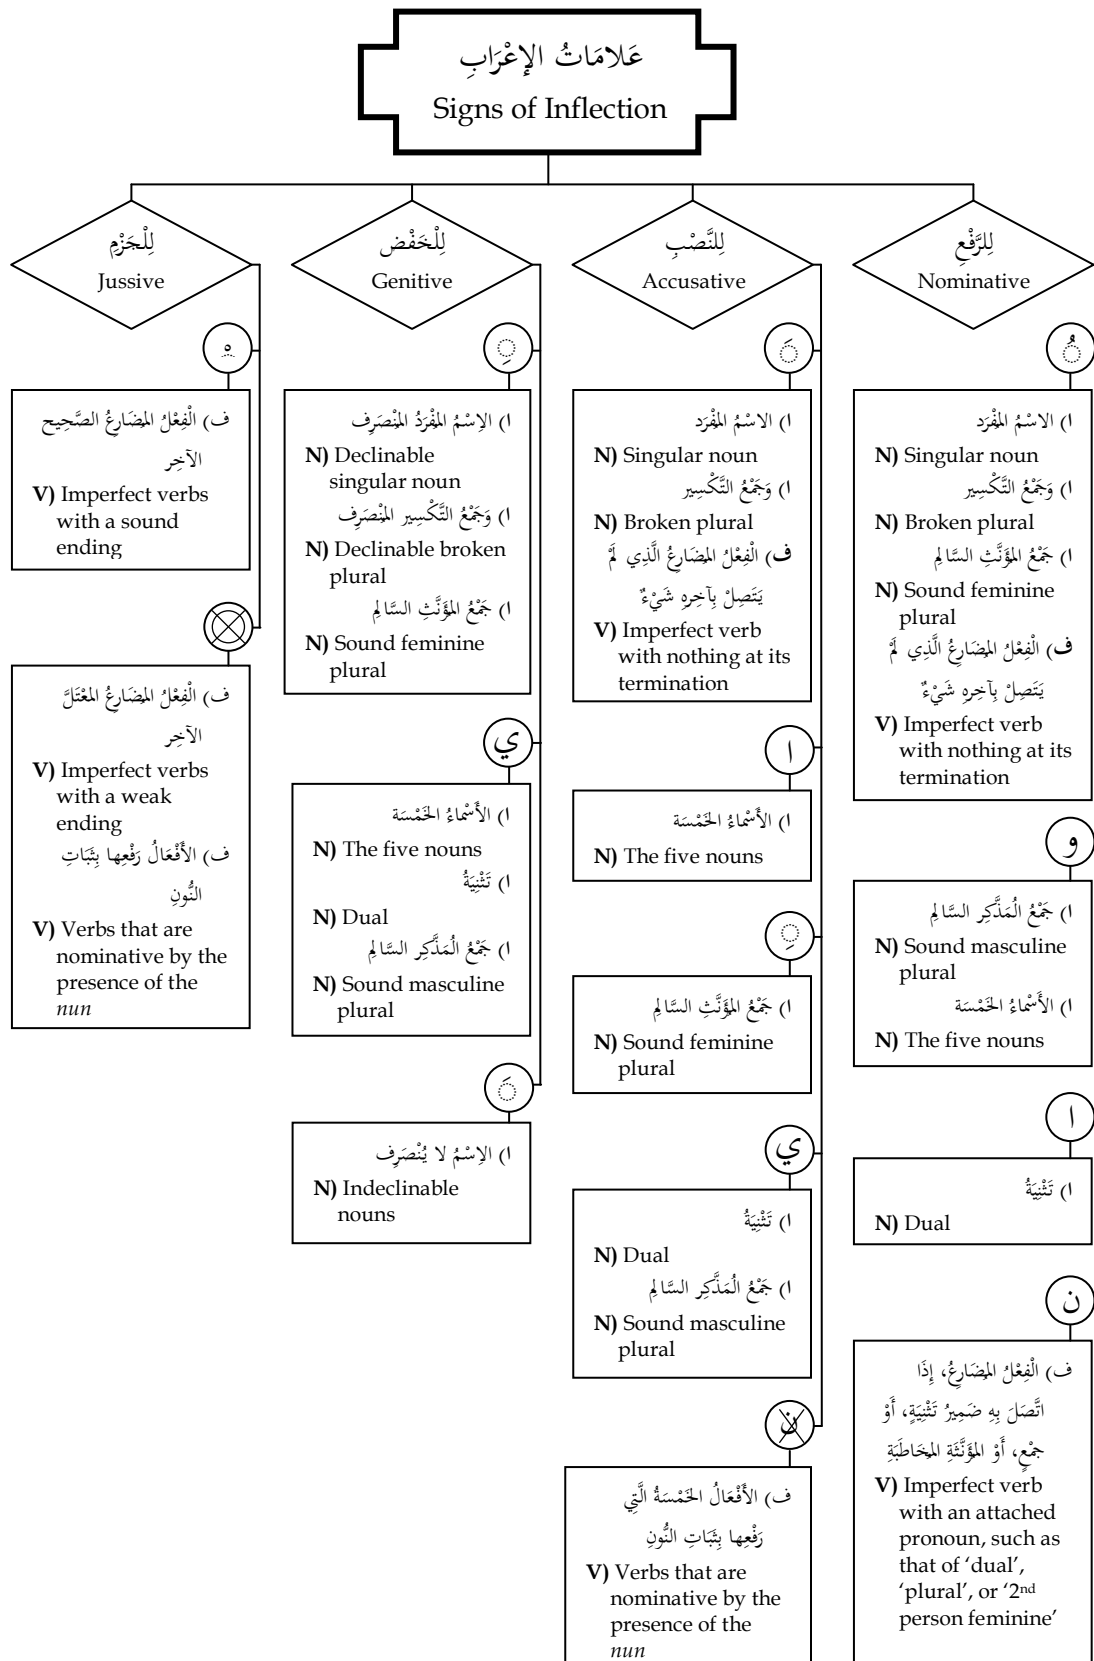 عَلامَاتُ الإعْرَابِ
Signs of Inflection
لِلْجَزْمِ
Jussive
ْ
ف) الْفِعْلُ المُضَارِعُ الصَّحِيح
الآخِر
V) Imperfect verbs
with a sound
ending
ف) الْفِعْلُ المُضَارِعُ المعْتَلَّ
الآخِر
V) Imperfect verbs
with a weak
ending
ف) الأَفْعَالُ رَفْعِها بِثَبَاتِ
النُّونِ
V) Verbs that are
nominative by the
presence of the
nun
لِلْخَفْض
Genitive
ِ
ا) الاِسْمُ المُفْرَدُ المُنْصَرِف
N) Declinable
singular noun
ا) وَجَمْعُ التَّكْسِير المُنْصَرِف
N) Declinable broken
plural
ا) جَمْعُ المؤَنَّثِ السَّالِمِ
N) Sound feminine
plural
ي
ا) الأَسْماءُ الخَمْسَة
N) The five nouns
ا) تَثْنِيَةُ
N) Dual
ا) جَمْعُ الْمَذَّكِر السَّالِمِ
N) Sound masculine
plural
َ
ا) الاِسْمُ لا يُنْصَرِف
N) Indeclinable
nouns
لِلنَّصْبِ
Accusative
َ
ا) الاسْمُ المُفْرَد
N) Singular noun
ا) وَجَمْعُ التَّكْسِير
N) Broken plural
ف) الْفِعْلُ المُضَارِعُ الَّذِي لَمْ
يَتَصِلْ بِآخِرِهِ شَيْءٌ
V) Imperfect verb
with nothing at its
termination
ا
ا) الأَسْماءُ الخَمْسَة
N) The five nouns
ِ
ا) جَمْعُ المؤَنَّثِ السَّالِمِ
N) Sound feminine
plural
ي
ا) تَثْنِيَةُ
N) Dual
ا) جَمْعُ الْمَذَّكِر السَّالِمِ
N) Sound masculine
plural
ن
ف) الأَفْعَالُ الخَمْسَةُ الَّتِي
رَفْعِها بِثَبَاتِ النُّونِ
V) Verbs that are
nominative by the
presence of the
nun
لِلرَّفْعِ
Nominative
ُ
ا) الاسْمُ المُفْرَد
N) Singular noun
ا) وَجَمْعُ التَّكْسِير
N) Broken plural
ا) جَمْعُ المؤَنَّثِ السَّالِمِ
N) Sound feminine
plural
ف) الْفِعْلُ المُضَارِعُ الَّذِي لَمْ
يَتَصِلْ بِآخِرِهِ شَيْءٌ
V) Imperfect verb
with nothing at its
termination
و
ا) جَمْعُ الْمَذَّكِر السَّالِمِ
N) Sound masculine
plural
ا) الأَسْماءُ الخَمْسَة
N) The five nouns
ا
ا) تَثْنِيَةُ
N) Dual
ن
ف) الْفِعْلُ المُضَارِعُ، إِذَا
اتَّصَلَ بِهِ ضَمِيرُ تَثْنِيَةٍ، أَوْ
جمْعٍ، أَوْ المؤَنَّثَةِ المخَاطَبَةِ
V) Imperfect verb
with an attached
pronoun, such as
that of ‘dual’,
‘plural’, or ‘2nd
person feminine’